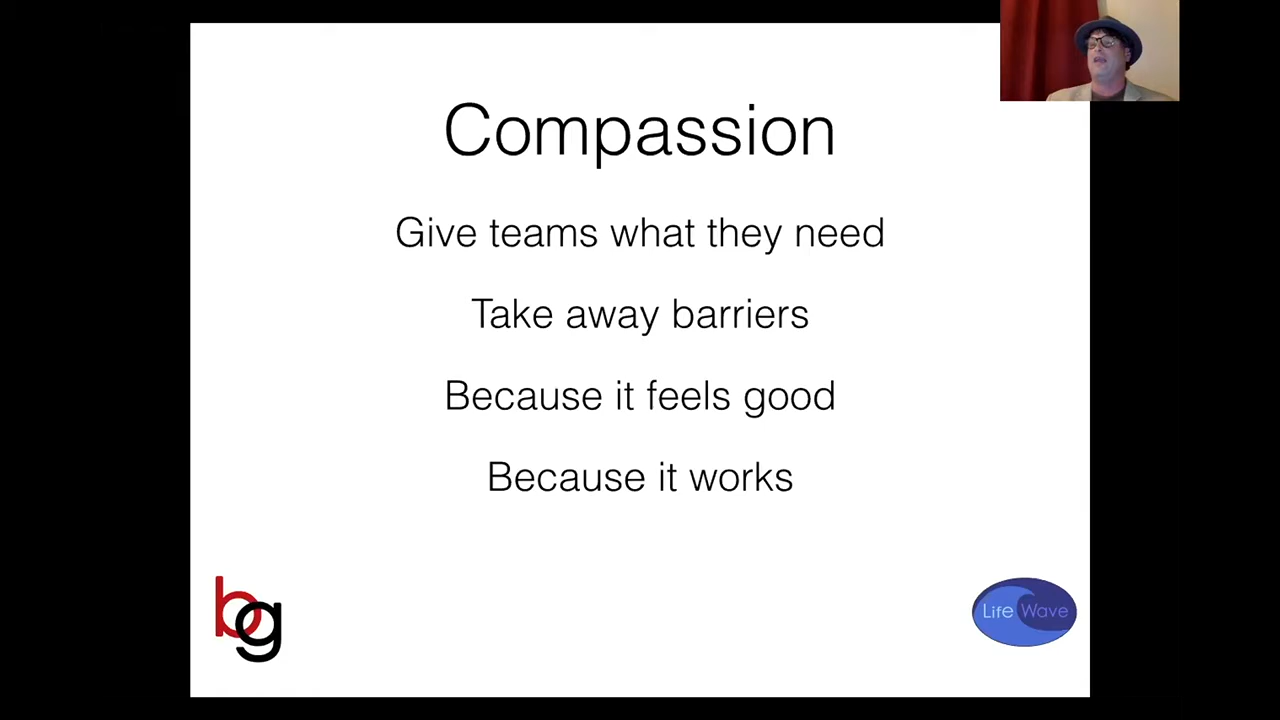 Compassion
Give teams what they need
Take away barriers
Because it feels good
Because it works
bg
Life Wave